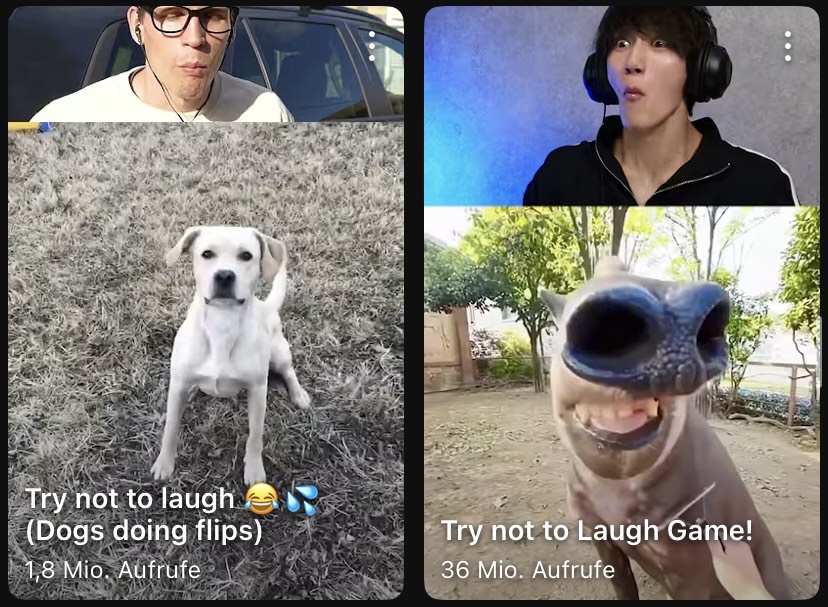 Try not to laugh 😂💦
(Dogs doing flips)
1,8 Mio. Aufrufe
Try not to Laugh Game!
36 Mio. Aufrufe